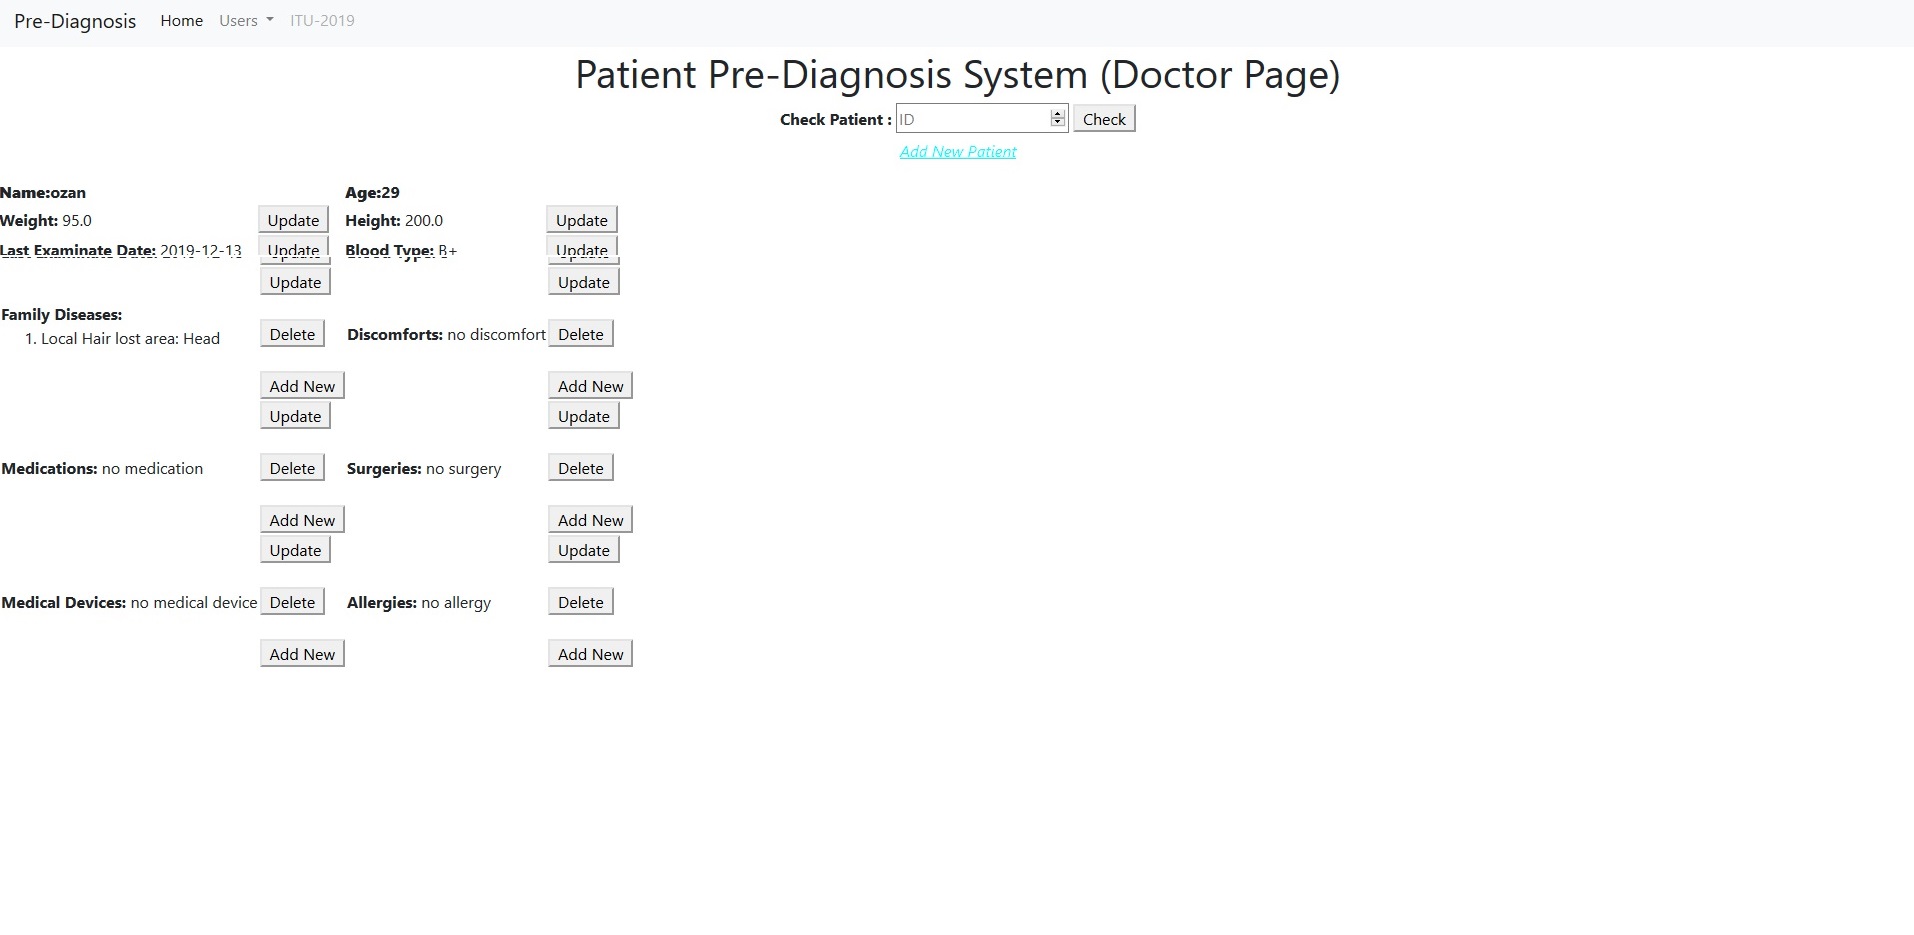 Pre-Diagnosis Home Users ITU-2019
Patient Pre-Diagnosis System (Doctor Page)
Check Patient : ID Check
Add New Patient
Name:ozan Age:29
Weight: 95.0 Update Height: 200.0 Update
Last Examinate Date: 2019-12-13 Update Blood Type: B+ Update
Update Update
Family Diseases:
1. Local Hair lost area: Head Delete Discomforts: no discomfort Delete
Add New Add New
Update Update
Medications: no medication Delete Surgeries: no surgery Delete
Add New Add New
Update Update
Medical Devices: no medical device Delete Allergies: no allergy Delete
Add New Add New